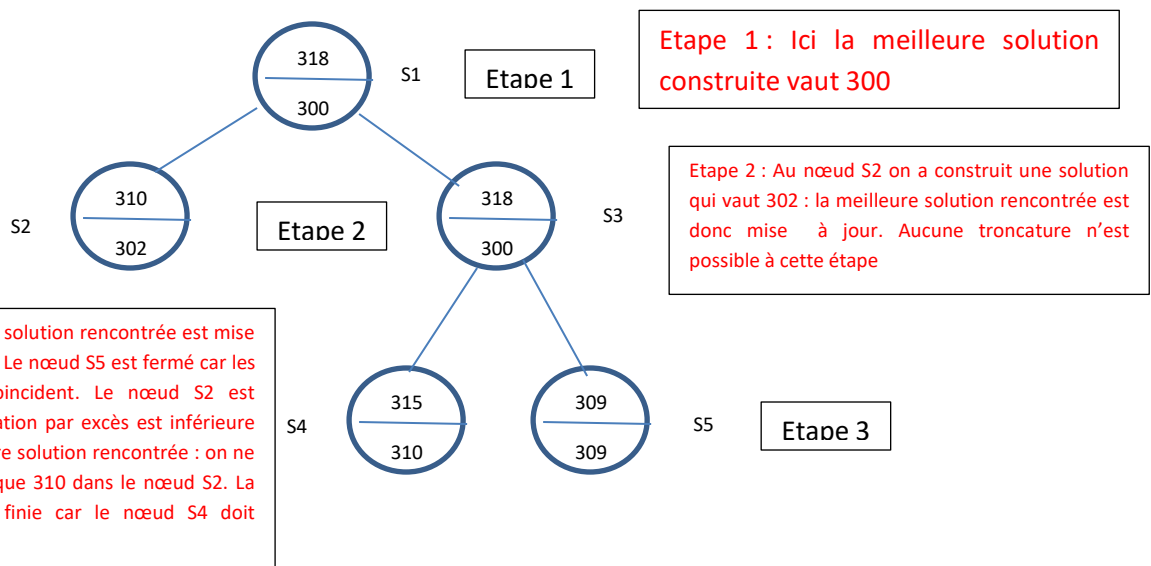 318
300
S1
Etape 1
Etape 1 : Ici la meilleure solution
construite vaut 300
310
302
S2
Etape 2
318
300
S3
Etape 2 : Au nœud S2 on a construit une solution
qui vaut 302 : la meilleure solution rencontrée est
donc mise à jour. Aucune troncature n’est
possible à cette étape
solution rencontrée est mise
Le nœud S5 est fermé car les
oincident. Le nœud S2 est
ation par excès est inférieure
e solution rencontrée : on ne
que 310 dans le nœud S2. La
finie car le nœud S4 doit
S4
315
310
309
309
S5
Etape 3